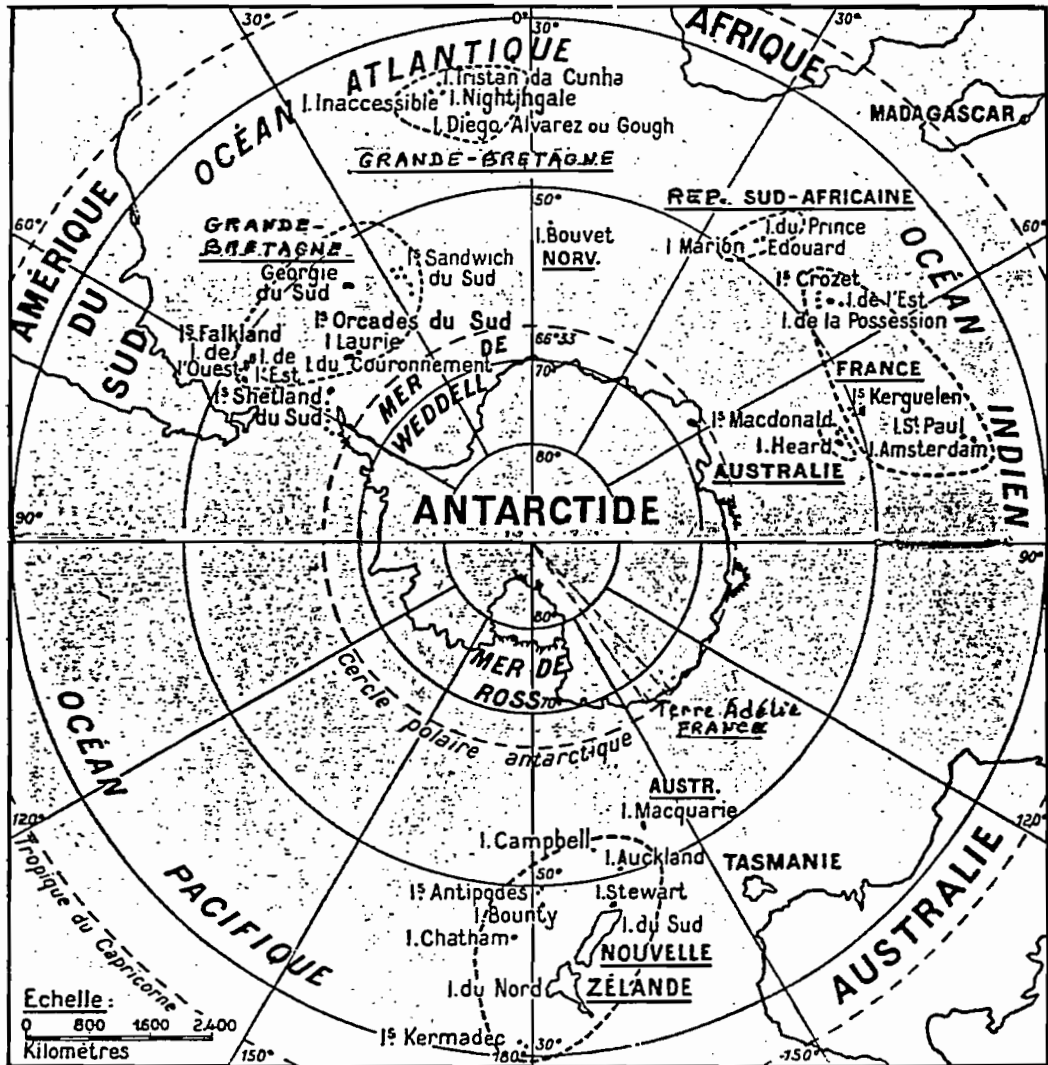 30°
0°
30°
30°
AFRIQUE
OCÉAN ATLANTIQUE
I.Tristan da Cunha
I.Inaccessible
I.Nightingale
I.Diego Alvarez ou Gough
GRANDE-BRETAGNE
MADAGASCAR
50°
REP. SUD-AFRICAINE
I.du Prince
Edouard
I Marion
60°
60°
AMÉRIQUE
DU
SUD
GRANDE-
BRETAGNE
I.Bouvet
NORV.
OCÉAN INDIEN
Georgie
du Sud
Iˢ Sandwich
du Sud
Iˢ Crozet
I.de l'Est
I.de la Possession
Iˢ Orcades du Sud
I.Laurie
I.du Couronnement
Iˢ Falkland
I. de
l'Ouest
I.de
l'Est
Iˢ Shetland
du Sud
MER
DE
WEDDELL
66°33
70°
FRANCE
Iˢ Kerguelen
I.Sᵗ Paul
I.Amsterdam
Iˢ Macdonald
I.Heard
AUSTRALIE
80°
90°
ANTARCTIDE
90°
80°
MER DE
ROSS
70°
Terre Adélie
FRANCE
Cercle polaire antarctique
OCÉAN
PACIFIQUE
AUSTR.
I.Macquarie
I.Campbell
I.Auckland
50°
TASMANIE
120°
120°
Iˢ Antipodes
I.Stewart
I.Bounty
I.du Sud
I.Chatham
NOUVELLE
ZÉLANDE
I.du Nord
AUSTRALIE
Tropique du Capricorne
Echelle:
0 800 1600 2.400
Kilomètres
Iˢ Kermadec
150°
180°
30°
-150°